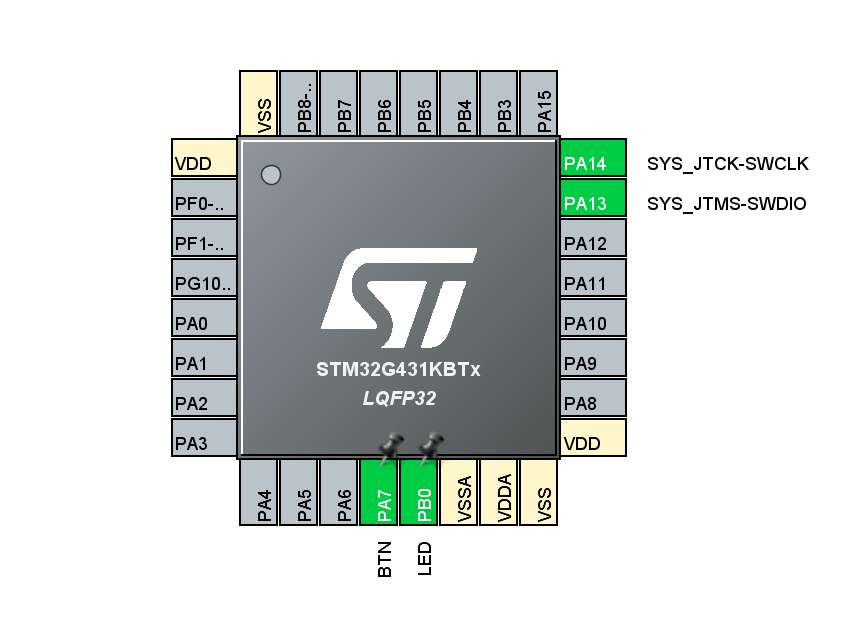 VSS
PB8-..
PB7
PB6
PB5
PB4
PB3
PA15
VDD
PF0-..
PF1-..
PG10..
PA0
PA1
PA2
PA3
PA14 SYS_JTCK-SWCLK
PA13 SYS_JTMS-SWDIO
PA12
PA11
PA10
PA9
PA8
VDD
STM32G431KBTx
LQFP32
PA4
PA5
PA6
PA7
PB0
VSSA
VDDA
VSS
BTN
LED